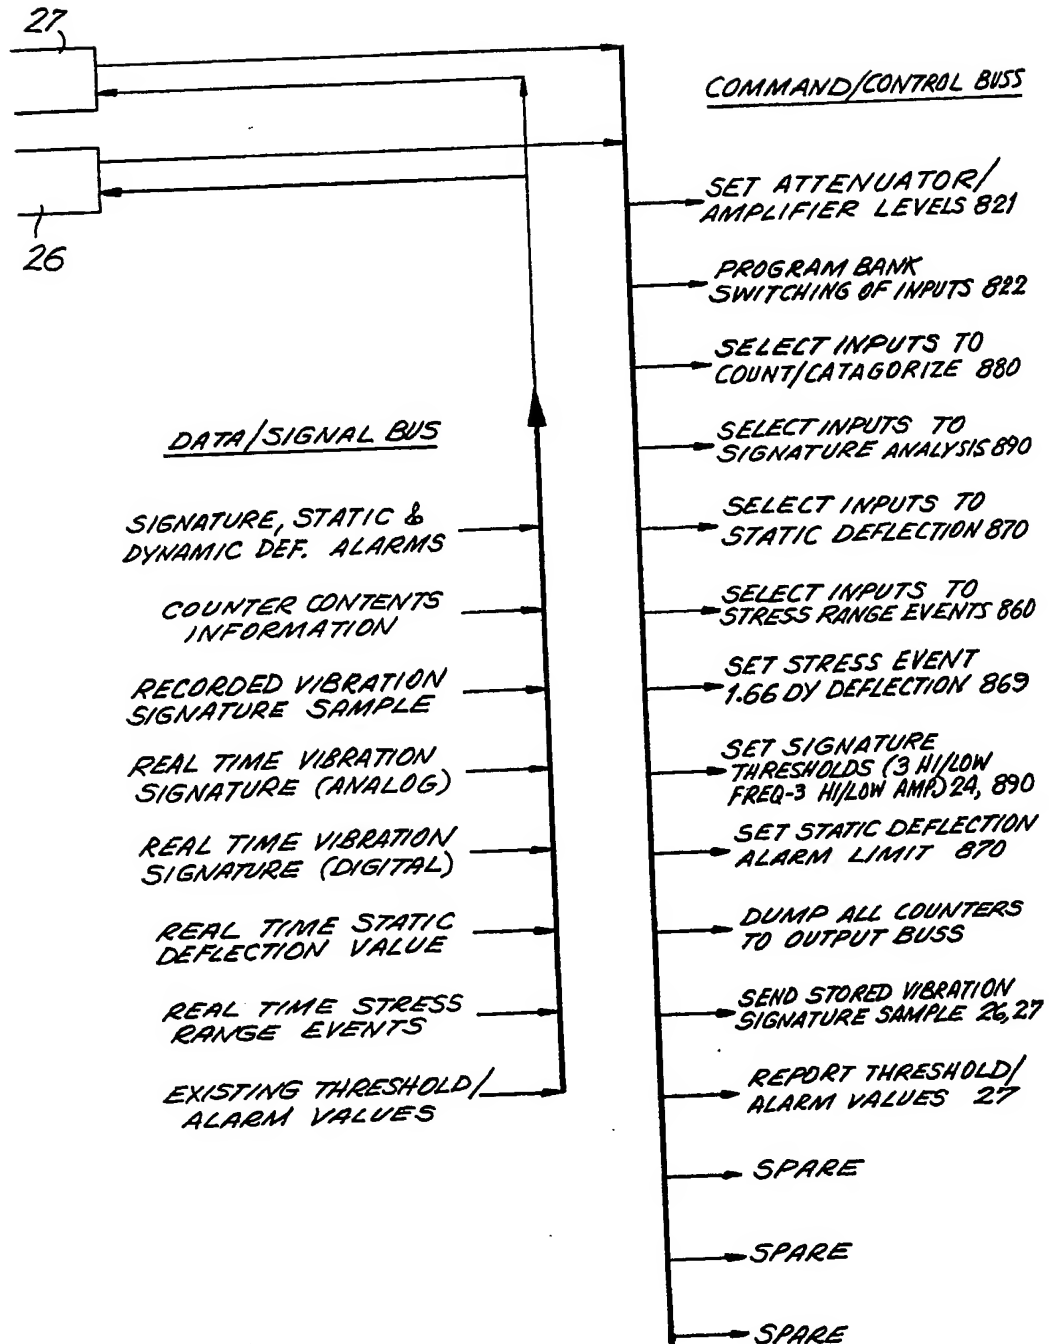 27
26
COMMAND/CONTROL BUSS
SET ATTENUATOR/
AMPLIFIER LEVELS 821
PROGRAM BANK
SWITCHING OF INPUTS 822
SELECT INPUTS TO
COUNT/CATAGORIZE 880
SELECT INPUTS TO
SIGNATURE ANALYSIS 890
SELECT INPUTS TO
STATIC DEFLECTION 870
SELECT INPUTS TO
STRESS RANGE EVENTS 860
SET STRESS EVENT
1.66 DY DEFLECTION 869
SET SIGNATURE
THRESHOLDS (3 HI/LOW
FREQ-3 HI/LOW AMP) 24, 890
SET STATIC DEFLECTION
ALARM LIMIT 870
DUMP ALL COUNTERS
TO OUTPUT BUSS
SEND STORED VIBRATION
SIGNATURE SAMPLE 26,27
REPORT THRESHOLD/
ALARM VALUES 27
SPARE
SPARE
SPARE
DATA/SIGNAL BUS
SIGNATURE, STATIC &
DYNAMIC DEF. ALARMS
COUNTER CONTENTS
INFORMATION
RECORDED VIBRATION
SIGNATURE SAMPLE
REAL TIME VIBRATION
SIGNATURE (ANALOG)
REAL TIME VIBRATION
SIGNATURE (DIGITAL)
REAL TIME STATIC
DEFLECTION VALUE
REAL TIME STRESS
RANGE EVENTS
EXISTING THRESHOLD/
ALARM VALUES